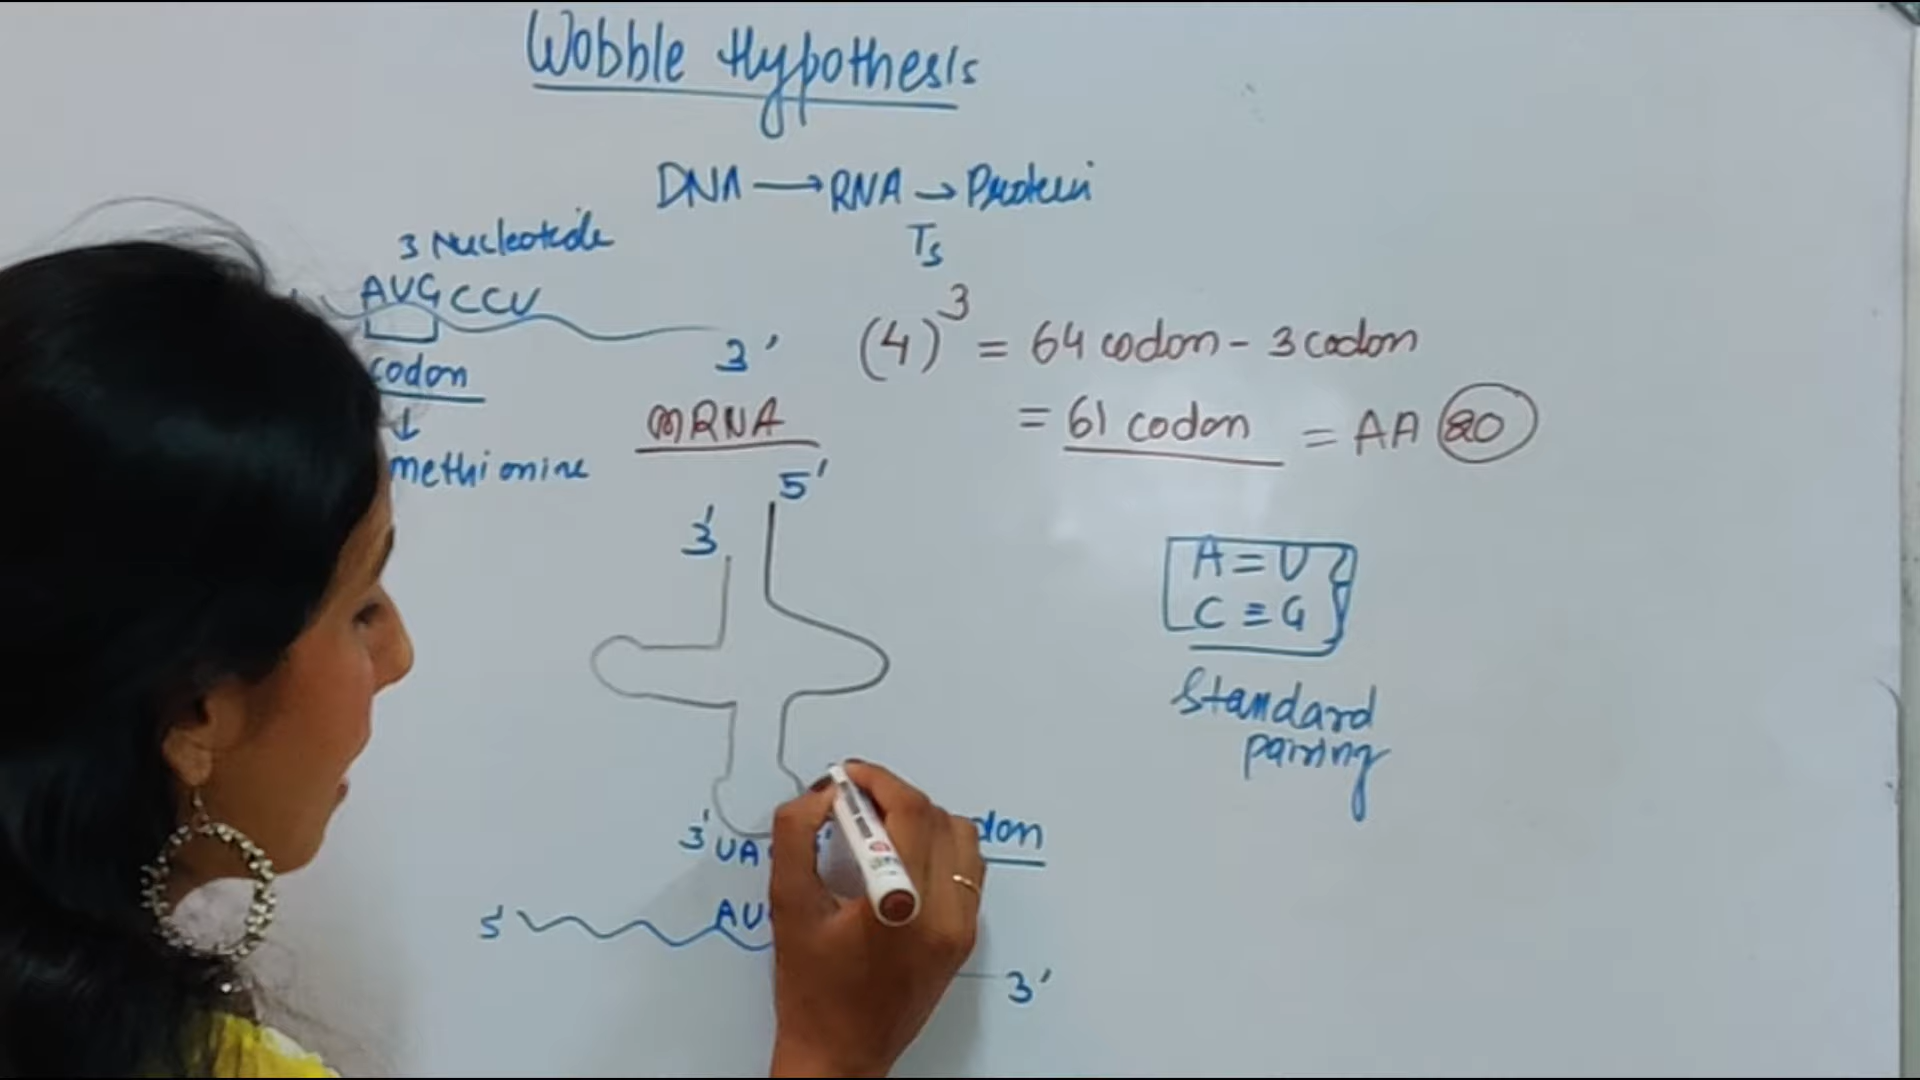 Wobble Hypothesis
DNA → RNA → Protein
Ts
3 Nucleotide
AUG CCU
3'
codon
↓
methionine
mRNA
(4)³ = 64 codon - 3 codon
= 61 codon = AA 20
5'
3'
A = U
C ≡ G
Standard
pairing
3' UA
don
5' AU
3'